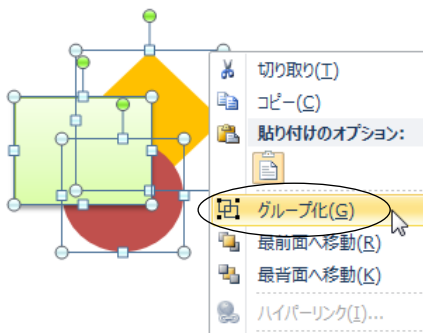 切り取り(T)
コピー(C)
貼り付けのオプション:
グループ化(G)
最前面へ移動(R)
最背面へ移動(K)
ハイパーリンク(I)...